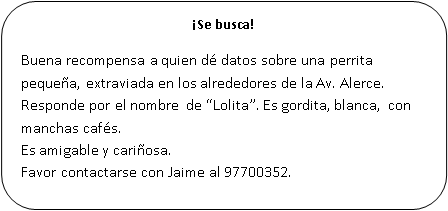 ¡Se busca!
Buena recompensa a quien dé datos sobre una perrita
pequeña, extraviada en los alrededores de la Av. Alerce.
Responde por el nombre de “Lolita”. Es gordita, blanca, con
manchas cafés.
Es amigable y cariñosa.
Favor contactarse con Jaime al 97700352.